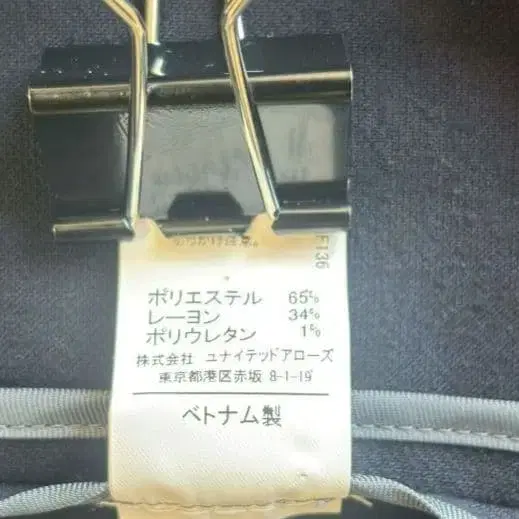 F136
ポリエステル 65%
レーヨン 34%
ポリウレタン 1%
株式会社 ユナイテッドアローズ
東京都港区赤坂 8-1-19
ベトナム製